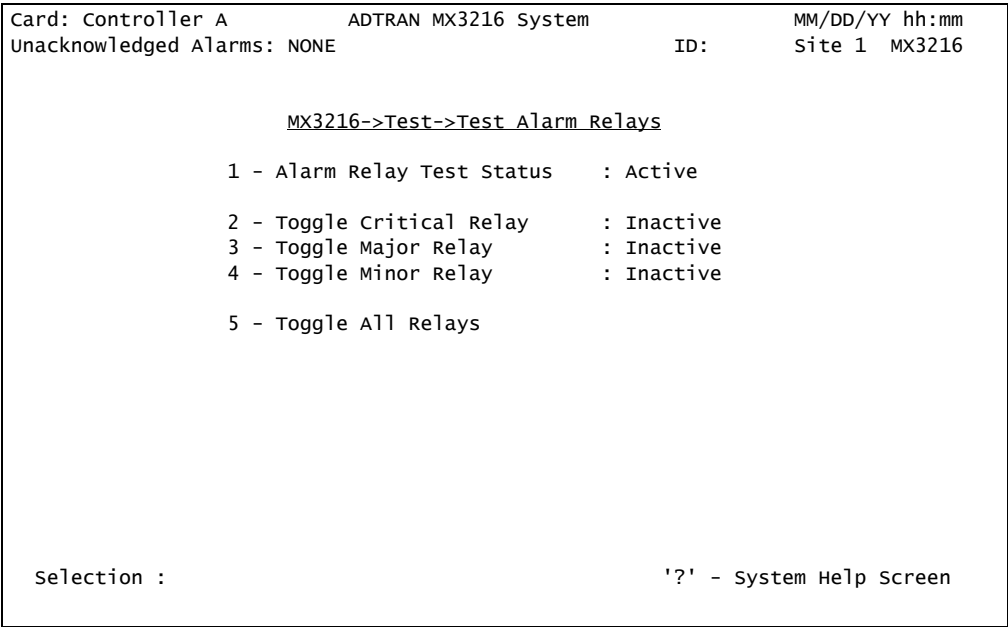 Card: Controller A ADTRAN MX3216 System MM/DD/YY hh:mm
Unacknowledged Alarms: NONE ID: Site 1 MX3216
MX3216->Test->Test Alarm Relays
1 - Alarm Relay Test Status : Active
2 - Toggle Critical Relay : Inactive
3 - Toggle Major Relay : Inactive
4 - Toggle Minor Relay : Inactive
5 - Toggle All Relays
Selection : '?' - System Help Screen